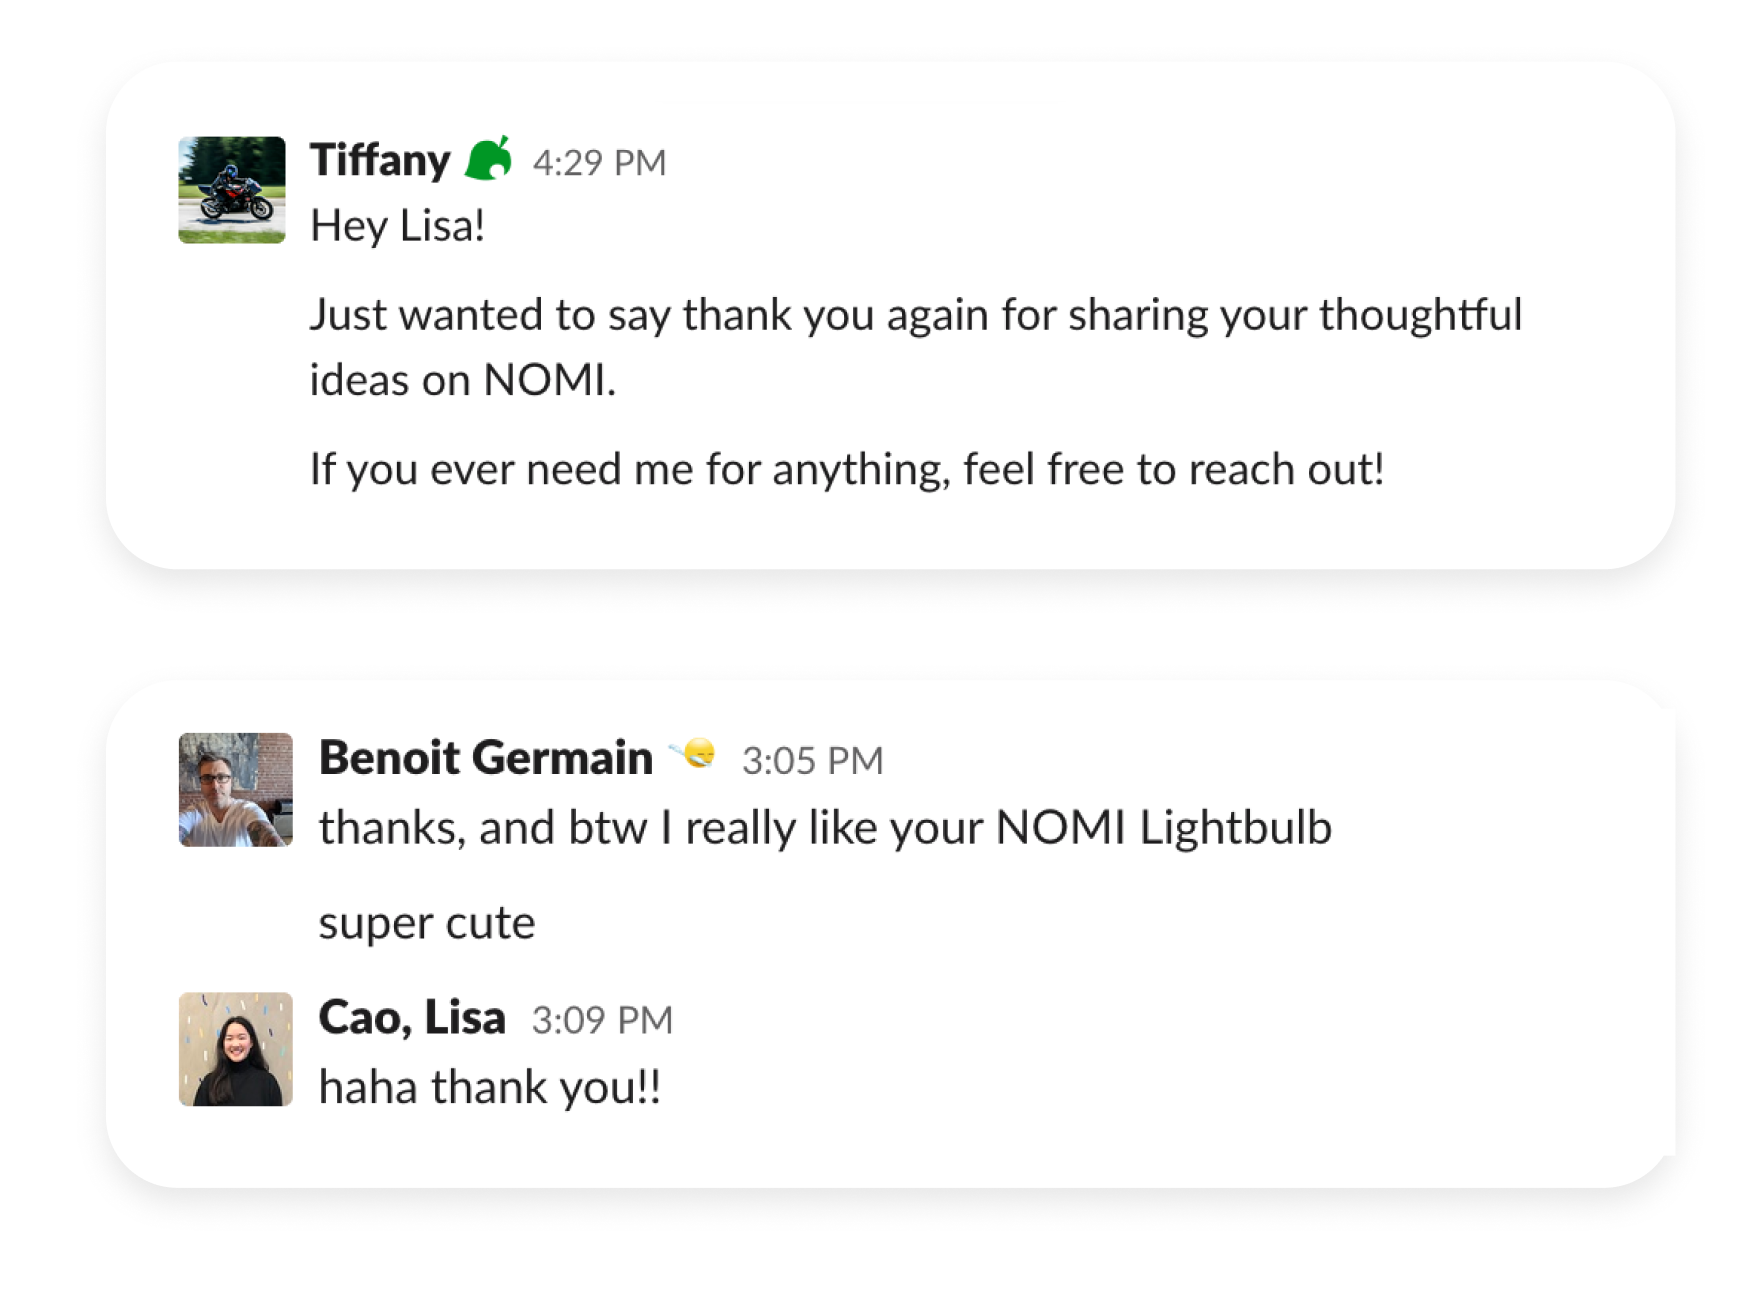 Tiffany 4:29 PM
Hey Lisa!
Just wanted to say thank you again for sharing your thoughtful
ideas on NOMI.
If you ever need me for anything, feel free to reach out!
Benoit Germain 3:05 PM
thanks, and btw I really like your NOMI Lightbulb
super cute
Cao, Lisa 3:09 PM
haha thank you!!